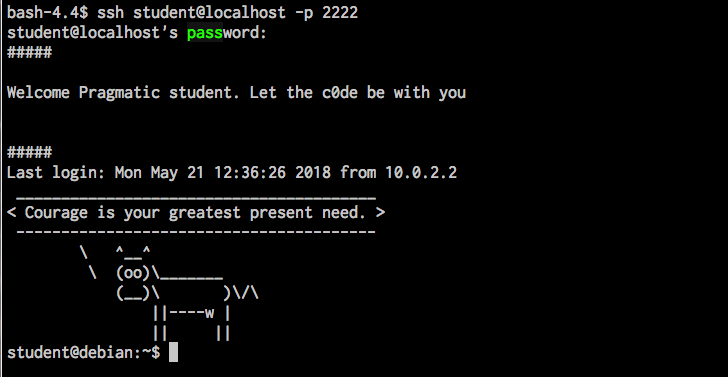 bash-4.4$ ssh student@localhost -p 2222
student@localhost's password:
#####

Welcome Pragmatic student. Let the c0de be with you


#####
Last login: Mon May 21 12:36:26 2018 from 10.0.2.2
 ________________________________________
< Courage is your greatest present need. >
 ----------------------------------------
        \   ^__^
         \  (oo)\_______
            (__)\       )\/\
                ||----w |
                ||     ||
student@debian:~$